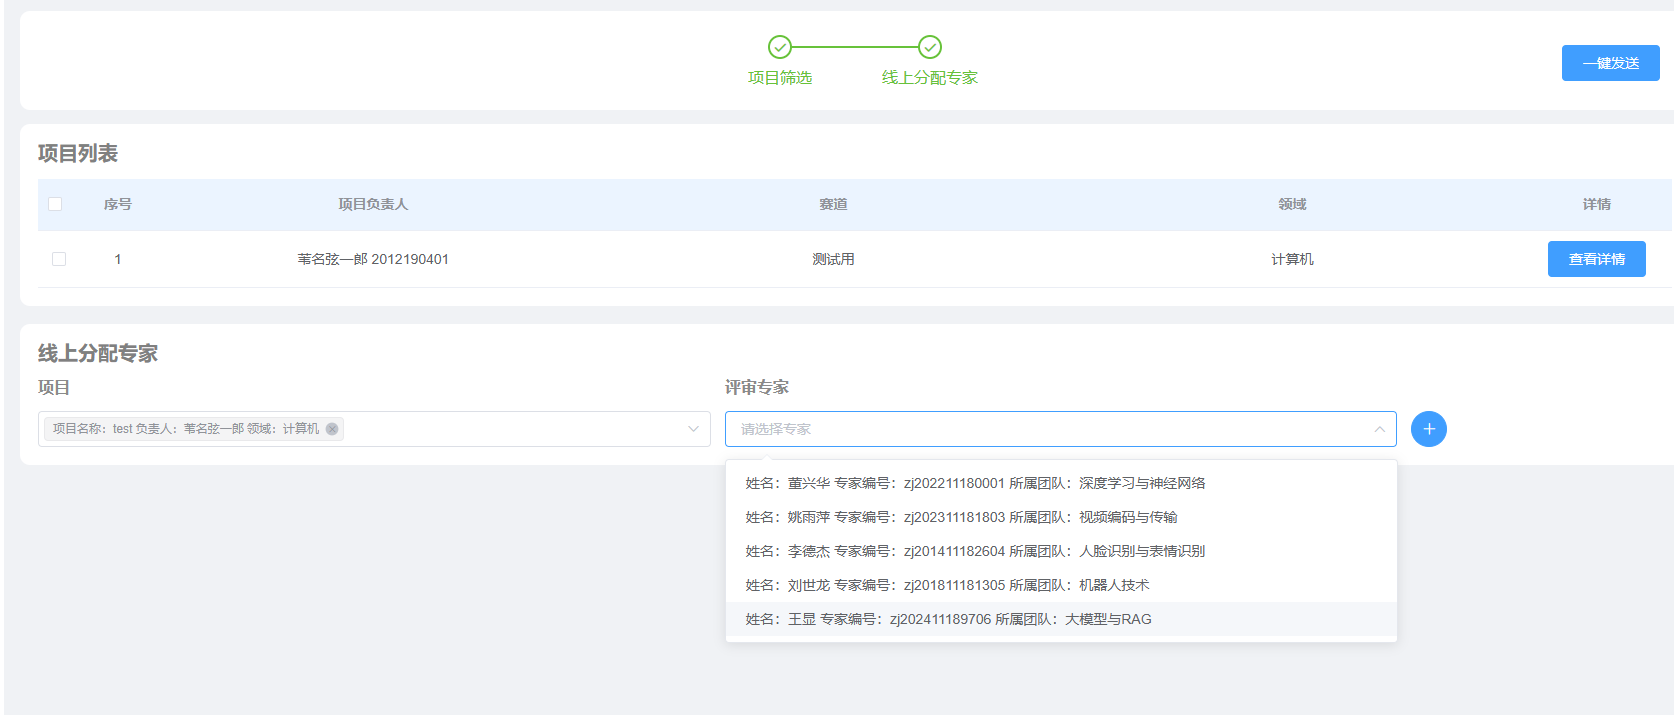 项目筛选
线上分配专家
一键发送
项目列表
序号 项目负责人 赛道 领域 详情
1 苇名弦一郎 2012190401 测试用 计算机 查看详情
线上分配专家
项目 评审专家
项目名称：test 负责人：苇名弦一郎 领域：计算机 请选择专家
姓名：董兴华 专家编号：zj202211180001 所属团队：深度学习与神经网络
姓名：姚雨萍 专家编号：zj202311181803 所属团队：视频编码与传输
姓名：李德杰 专家编号：zj201411182604 所属团队：人脸识别与表情识别
姓名：刘世龙 专家编号：zj201811181305 所属团队：机器人技术
姓名：王显 专家编号：zj202411189706 所属团队：大模型与RAG